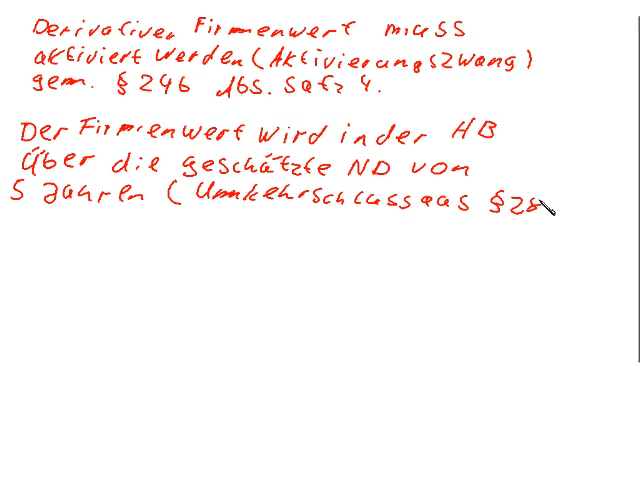 Derivativer Firmenwert muss
aktiviert werden (Aktivierungszwang)
gem. § 246 Abs. Satz 4.
Der Firmenwert wird in der HB
Über die geschätzte ND von
5 Jahren (Umkehrschluss aus § 28